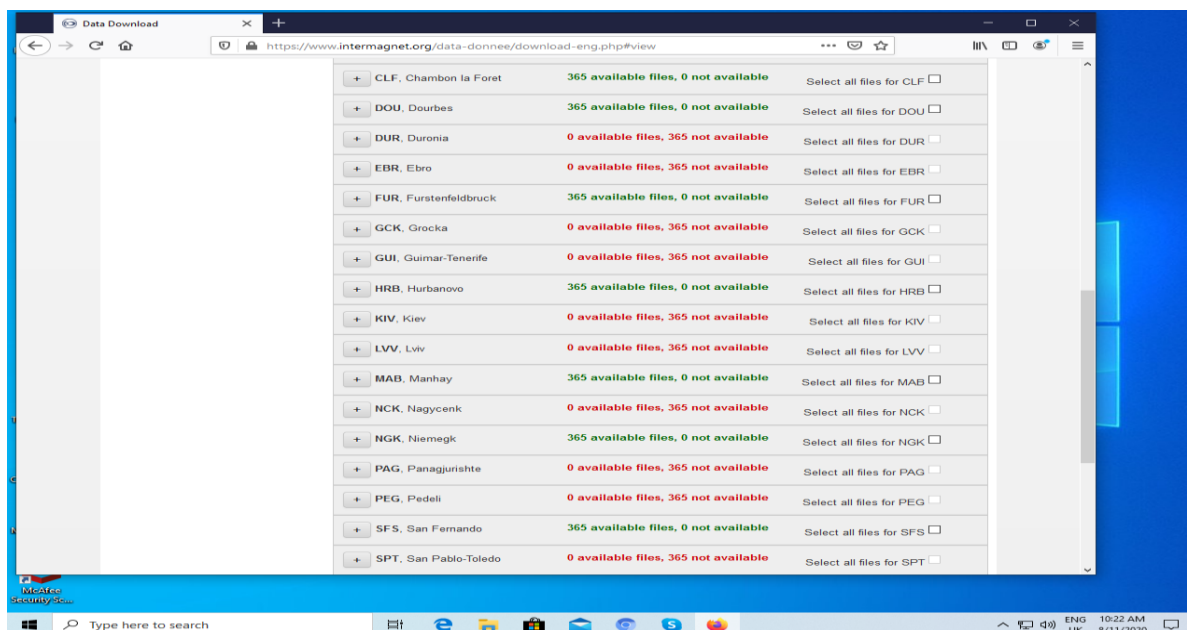 Data Download
https://www.intermagnet.org/data-donnee/download-eng.php#view
+ CLF, Chambon la Foret 365 available files, 0 not available Select all files for CLF
+ DOU, Dourbes 365 available files, 0 not available Select all files for DOU
+ DUR, Duronia 0 available files, 365 not available Select all files for DUR
+ EBR, Ebro 0 available files, 365 not available Select all files for EBR
+ FUR, Furstenfeldbruck 365 available files, 0 not available Select all files for FUR
+ GCK, Grocka 0 available files, 365 not available Select all files for GCK
+ GUI, Guimar-Tenerife 0 available files, 365 not available Select all files for GUI
+ HRB, Hurbanovo 365 available files, 0 not available Select all files for HRB
+ KIV, Kiev 0 available files, 365 not available Select all files for KIV
+ LVV, Lviv 0 available files, 365 not available Select all files for LVV
+ MAB, Manhay 365 available files, 0 not available Select all files for MAB
+ NCK, Nagycenk 0 available files, 365 not available Select all files for NCK
+ NGK, Niemegk 365 available files, 0 not available Select all files for NGK
+ PAG, Panagjurishte 0 available files, 365 not available Select all files for PAG
+ PEG, Pedeli 0 available files, 365 not available Select all files for PEG
+ SFS, San Fernando 365 available files, 0 not available Select all files for SFS
+ SPT, San Pablo-Toledo 0 available files, 365 not available Select all files for SPT
McAfee
Security Sc...
Type here to search
ENG 10:22 AM
UK 8/11/2020